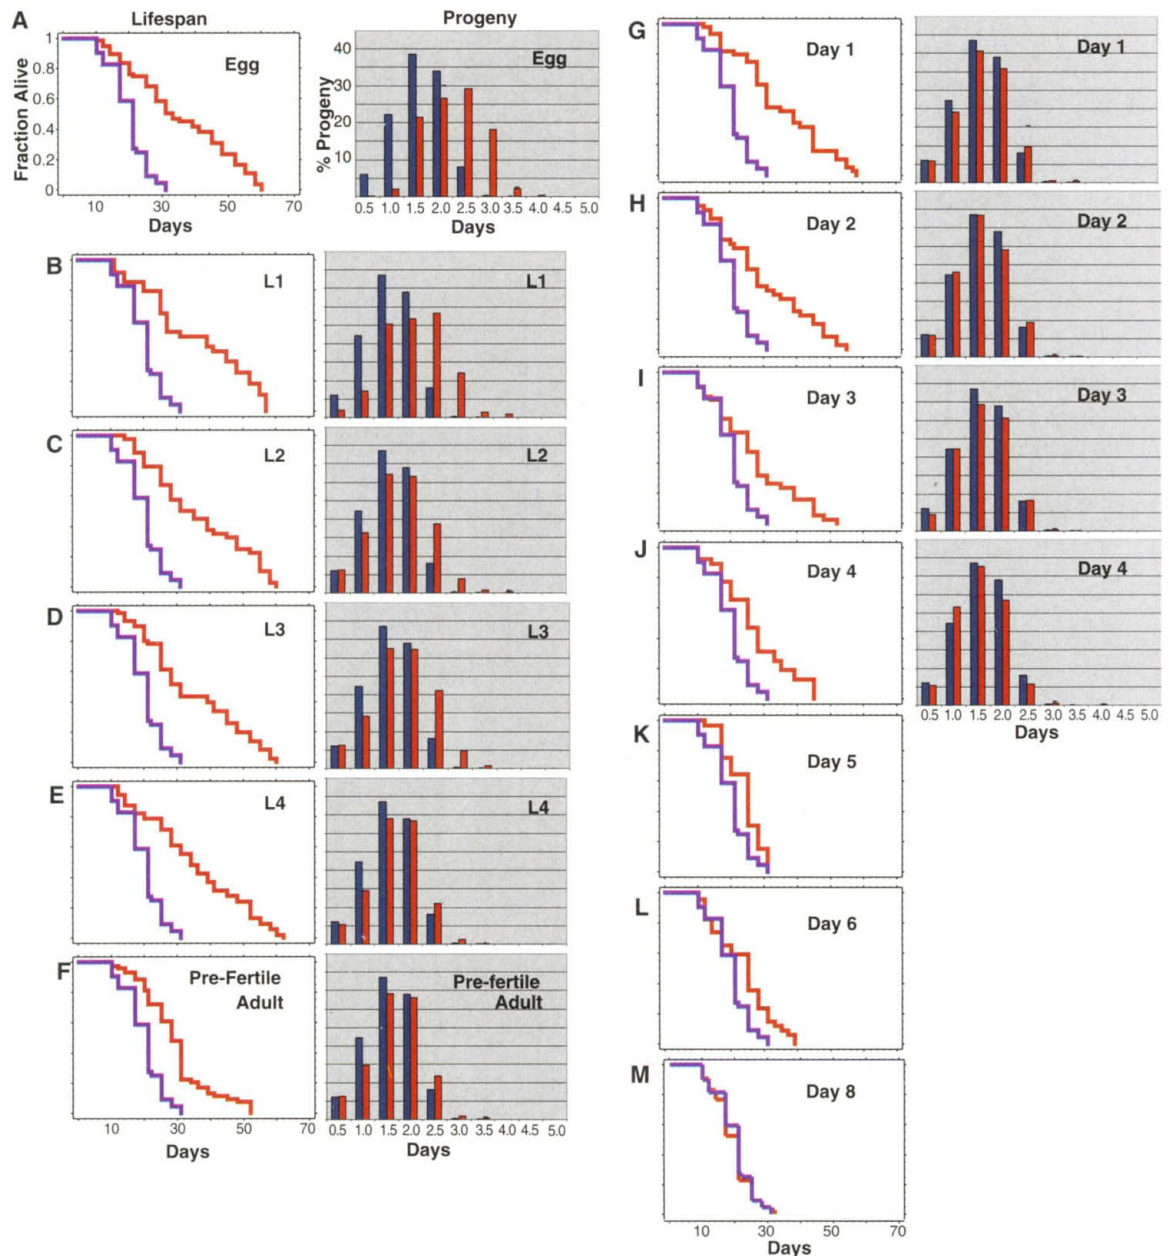 A
Lifespan
Progeny
Fraction Alive
1
0.8
0.6
0.4
0.2
0
Egg
10 30 50 70
Days
% Progeny
40
30
20
10
Egg
0.5 1.0 1.5 2.0 2.5 3.0 3.5 4.0 4.5 5.0
Days
B
L1
L1
C
L2
L2
D
L3
L3
E
L4
L4
F
Pre-Fertile
Adult
10 30 50 70
Days
Pre-fertile
Adult
0.5 1.0 1.5 2.0 2.5 3.0 3.5 4.0 4.5 5.0
Days
G
Day 1
Day 1
H
Day 2
Day 2
I
Day 3
Day 3
J
Day 4
Day 4
0.5 1.0 1.5 2.0 2.5 3.0 3.5 4.0 4.5 5.0
Days
K
Day 5
L
Day 6
M
Day 8
10 30 50 70
Days